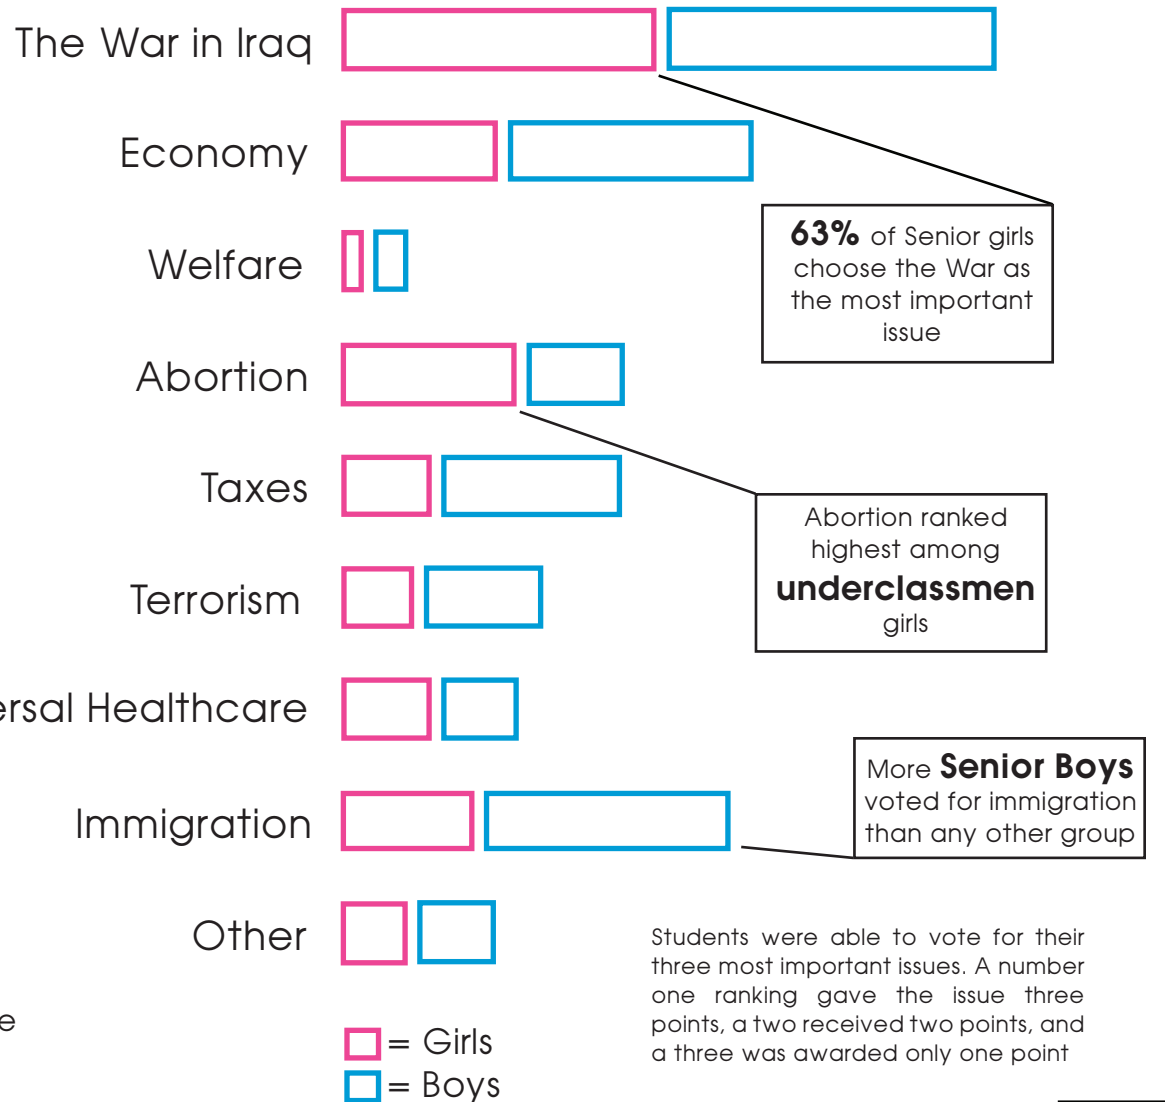 The War in Iraq
Economy
63% of Senior girls
choose the War as
the most important
issue
Welfare
Abortion
Taxes
Abortion ranked
highest among
underclassmen
girls
Terrorism
ersal Healthcare
More Senior Boys
voted for immigration
than any other group
Immigration
Other
Students were able to vote for their
three most important issues. A number
one ranking gave the issue three
points, a two received two points, and
a three was awarded only one point
e
= Girls
= Boys